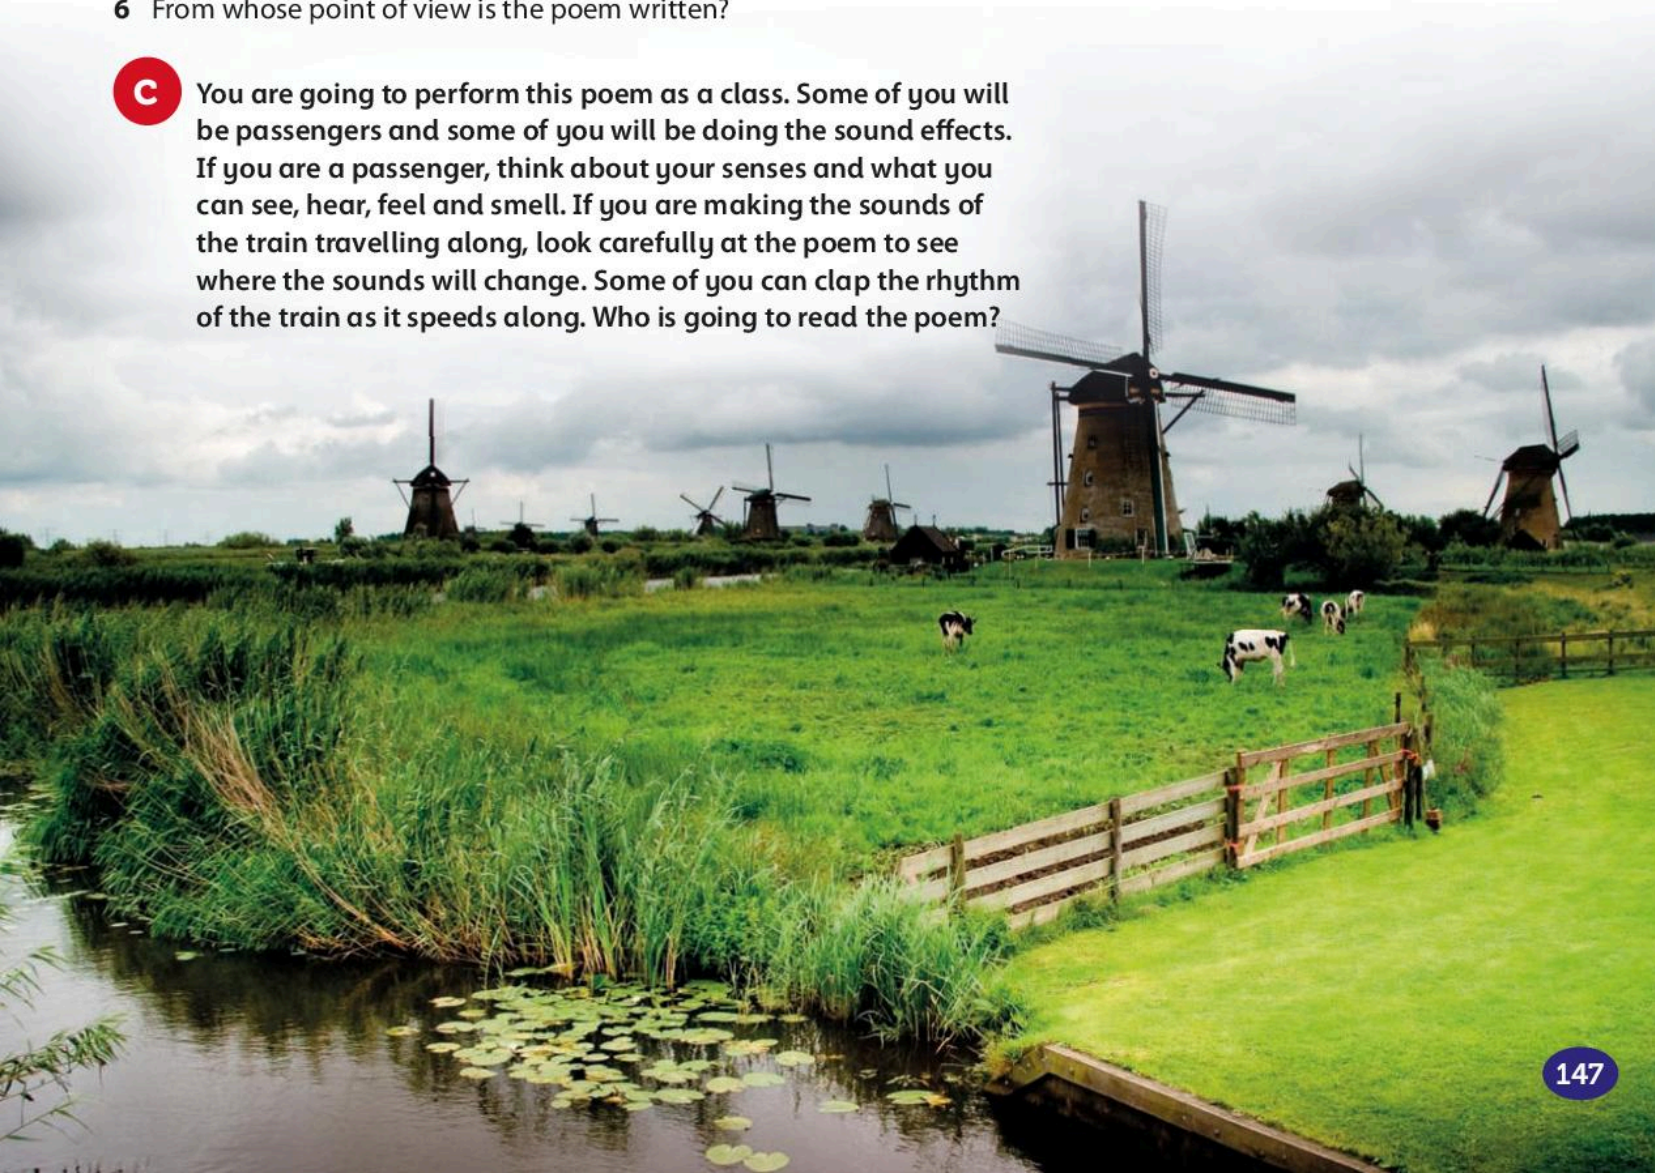 6 From whose point of view is the poem written?
C
You are going to perform this poem as a class. Some of you will
be passengers and some of you will be doing the sound effects.
If you are a passenger, think about your senses and what you
can see, hear, feel and smell. If you are making the sounds of
the train travelling along, look carefully at the poem to see
where the sounds will change. Some of you can clap the rhythm
of the train as it speeds along. Who is going to read the poem?
147